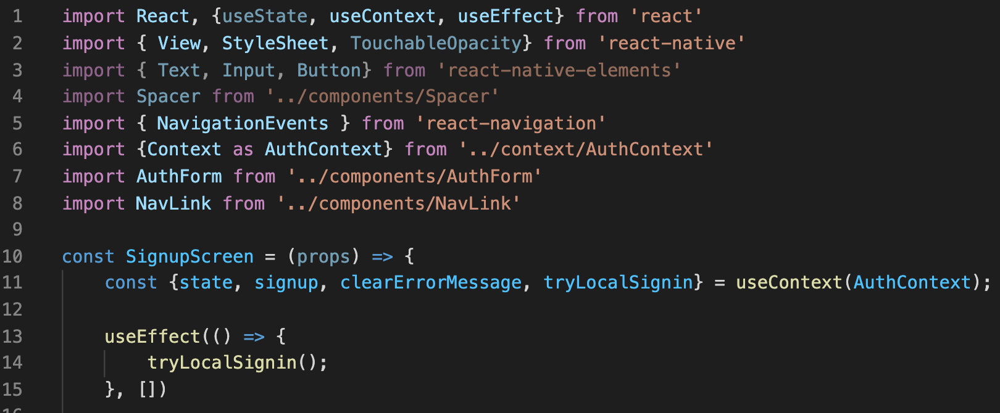 1 import React, {useState, useContext, useEffect} from 'react'
2 import { View, StyleSheet, TouchableOpacity} from 'react-native'
3 import { Text, Input, Button} from 'react-native-elements'
4 import Spacer from '../components/Spacer'
5 import { NavigationEvents } from 'react-navigation'
6 import {Context as AuthContext} from '../context/AuthContext'
7 import AuthForm from '../components/AuthForm'
8 import NavLink from '../components/NavLink'
9
10 const SignupScreen = (props) => {
11 const {state, signup, clearErrorMessage, tryLocalSignin} = useContext(AuthContext);
12
13 useEffect(() => {
14 tryLocalSignin();
15 }, [])